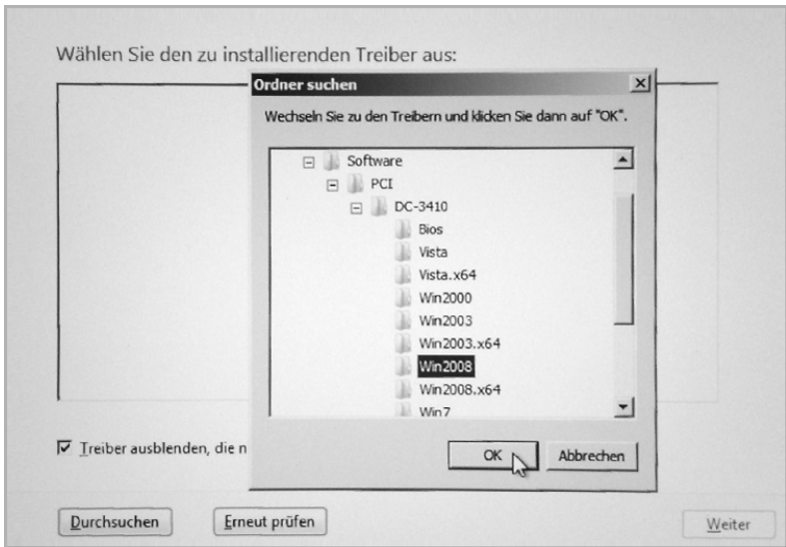 Wählen Sie den zu installierenden Treiber aus:
Ordner suchen
Wechseln Sie zu den Treibern und klicken Sie dann auf "OK".
Software
PCI
DC-3410
Bios
Vista
Vista.x64
Win2000
Win2003
Win2003.x64
Win2008
Win2008.x64
Win7
Treiber ausblenden, die n
OK
Abbrechen
Durchsuchen
Erneut prüfen
Weiter